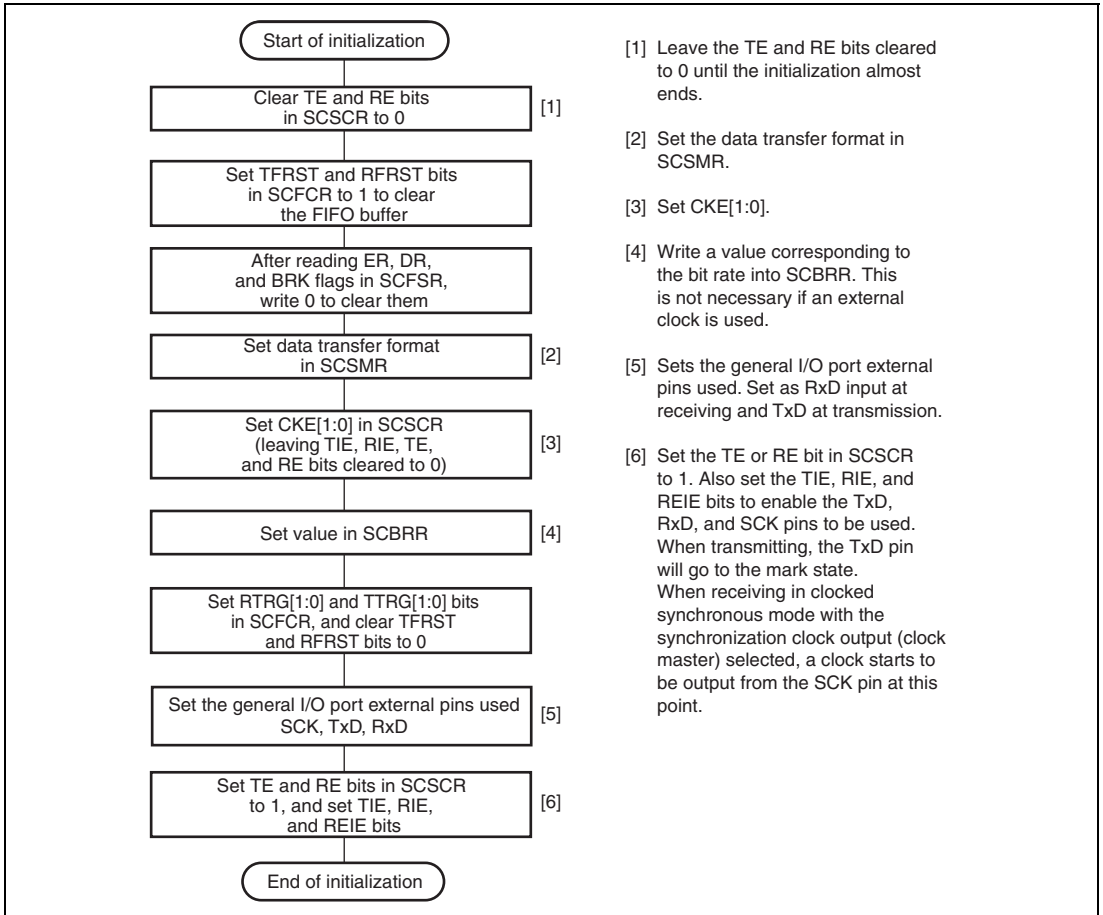 Start of initialization
Clear TE and RE bits
in SCSCR to 0
[1]
Set TFRST and RFRST bits
in SCFCR to 1 to clear
the FIFO buffer
After reading ER, DR,
and BRK flags in SCFSR,
write 0 to clear them
Set data transfer format
in SCSMR
[2]
Set CKE[1:0] in SCSCR
(leaving TIE, RIE, TE,
and RE bits cleared to 0)
[3]
Set value in SCBRR
[4]
Set RTRG[1:0] and TTRG[1:0] bits
in SCFCR, and clear TFRST
and RFRST bits to 0
Set the general I/O port external pins used
SCK, TxD, RxD
[5]
Set TE and RE bits in SCSCR
to 1, and set TIE, RIE,
and REIE bits
[6]
End of initialization
[1] Leave the TE and RE bits cleared
to 0 until the initialization almost
ends.
[2] Set the data transfer format in
SCSMR.
[3] Set CKE[1:0].
[4] Write a value corresponding to
the bit rate into SCBRR. This
is not necessary if an external
clock is used.
[5] Sets the general I/O port external
pins used. Set as RxD input at
receiving and TxD at transmission.
[6] Set the TE or RE bit in SCSCR
to 1. Also set the TIE, RIE, and
REIE bits to enable the TxD,
RxD, and SCK pins to be used.
When transmitting, the TxD pin
will go to the mark state.
When receiving in clocked
synchronous mode with the
synchronization clock output (clock
master) selected, a clock starts to
be output from the SCK pin at this
point.